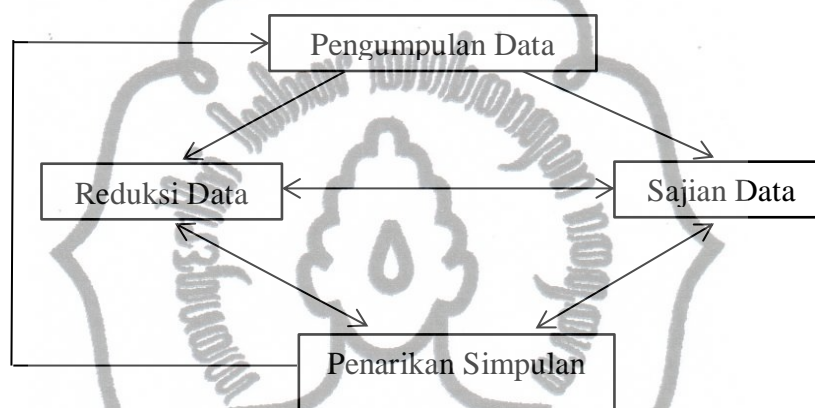 Pengumpulan Data
Reduksi Data
Sajian Data
Penarikan Simpulan